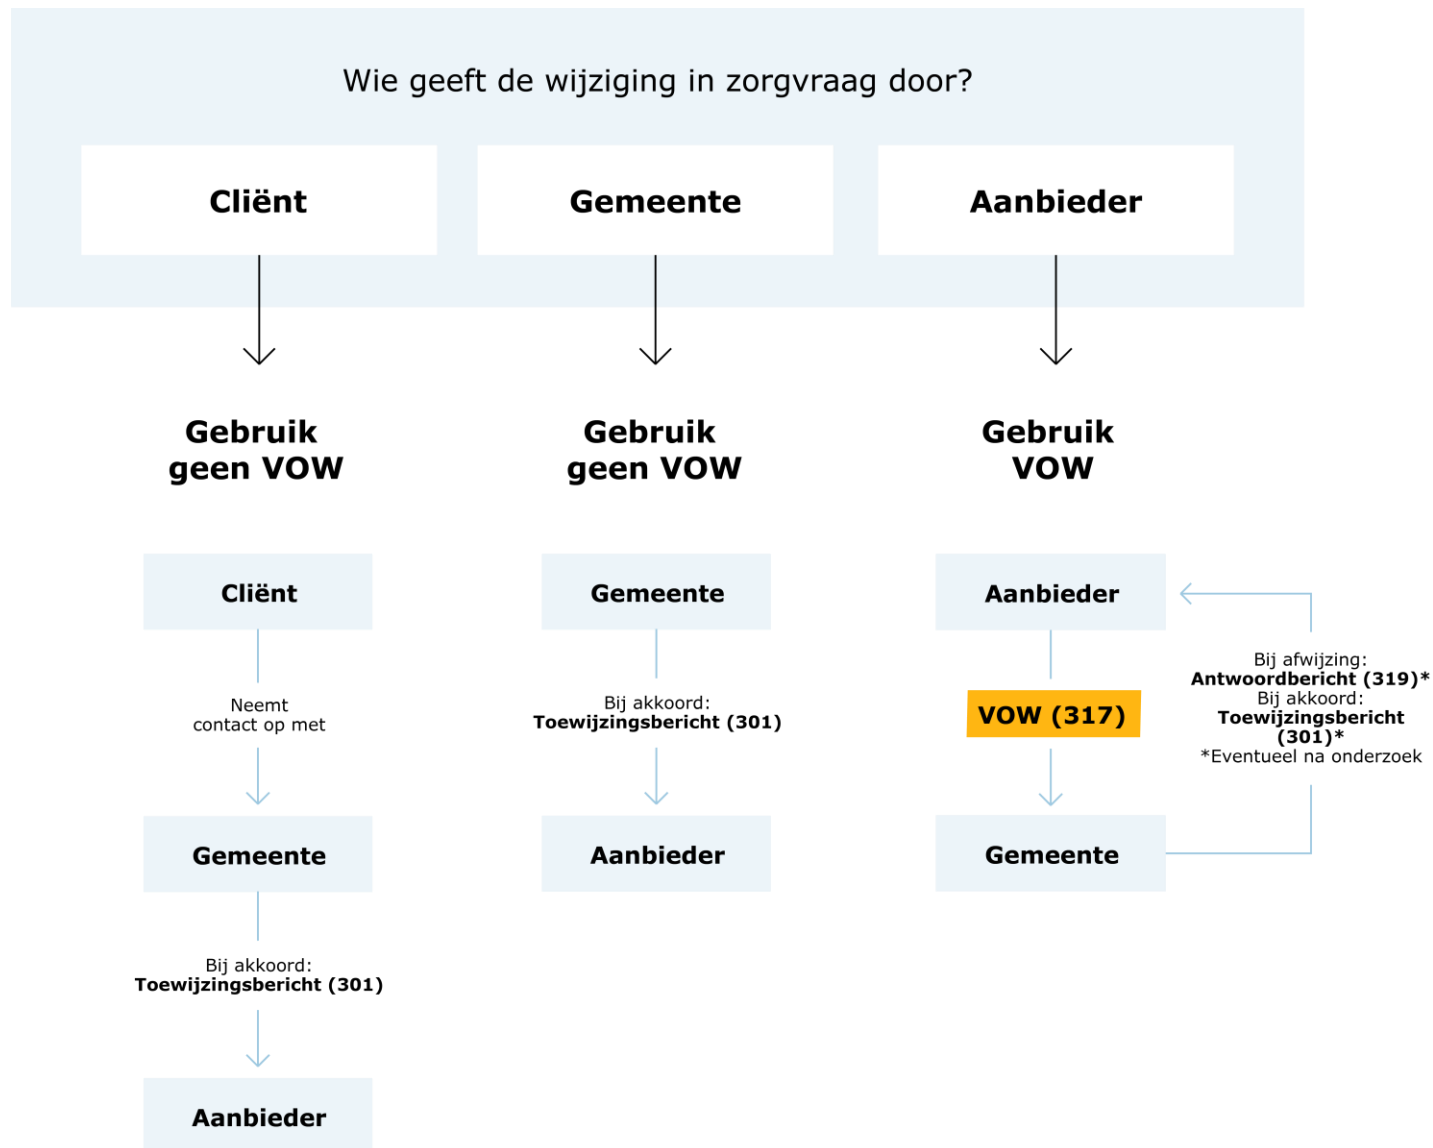 Wie geeft de wijziging in zorgvraag door?
Cliënt
Gemeente
Aanbieder
Gebruik
geen VOW
Gebruik
geen VOW
Gebruik
VOW
Cliënt
Neemt
contact op met
Gemeente
Bij akkoord:
Toewijzingsbericht (301)
Aanbieder
Gemeente
Bij akkoord:
Toewijzingsbericht (301)
Aanbieder
Aanbieder
VOW (317)
Gemeente
Bij afwijzing:
Antwoordbericht (319)*
Bij akkoord:
Toewijzingsbericht
(301)*
*Eventueel na onderzoek